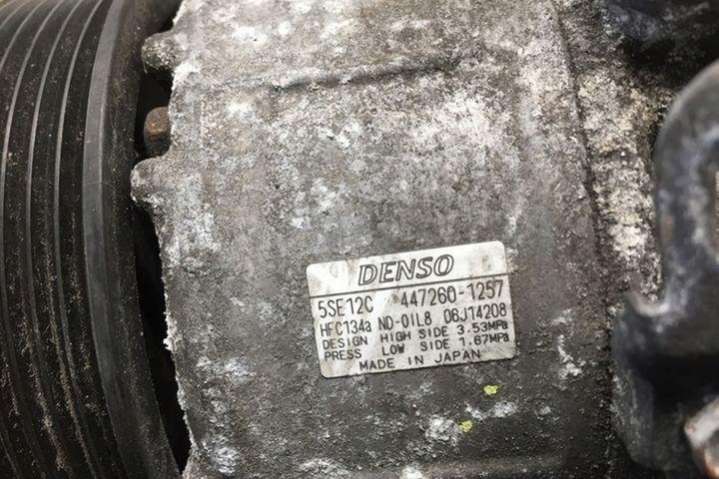 DENSO
5SE12C 447260-1257
HFC134a ND-OIL8 08J14208
DESIGN HIGH SIDE 3.53MPa
PRESS LOW SIDE 1.67MPa
MADE IN JAPAN